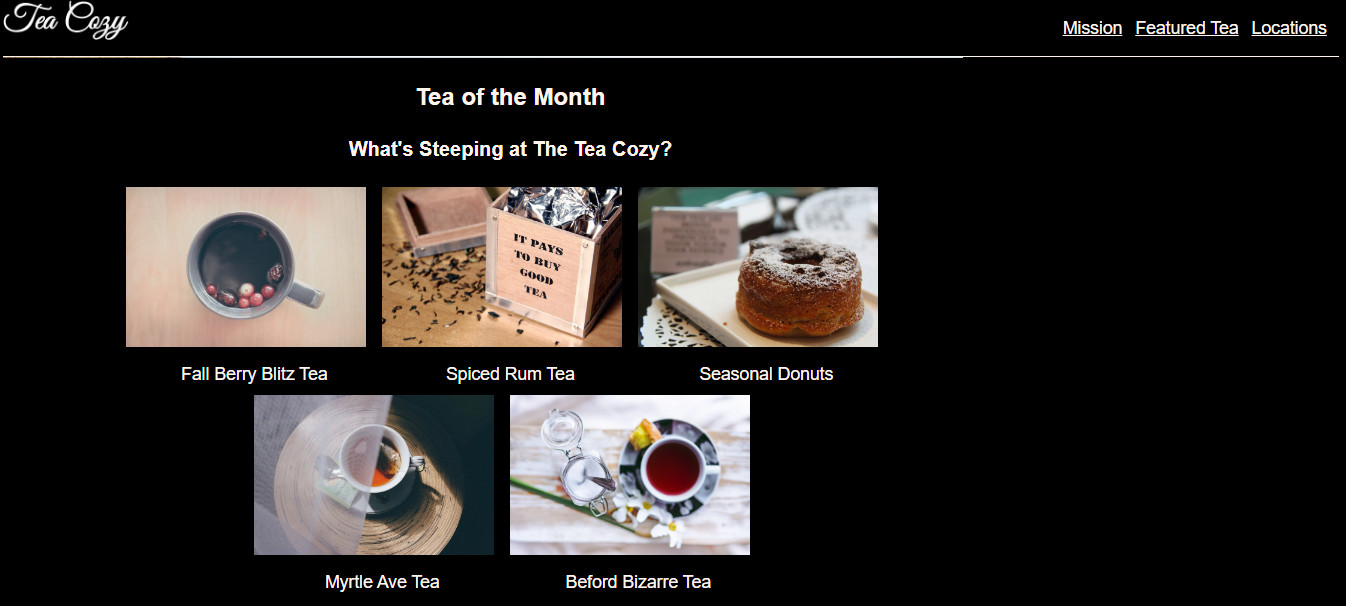 Tea Cozy
Mission Featured Tea Locations
Tea of the Month
What's Steeping at The Tea Cozy?
IT PAYS
TO BUY
GOOD
TEA
Fall Berry Blitz Tea
Spiced Rum Tea
Seasonal Donuts
Myrtle Ave Tea
Beford Bizarre Tea